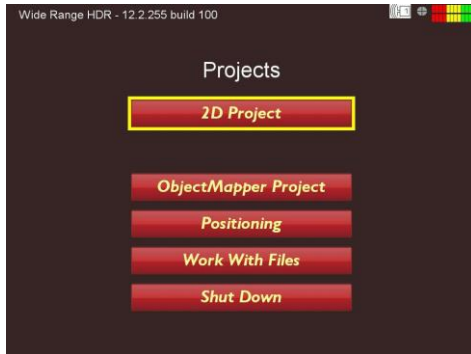 Wide Range HDR - 12.2.255 build 100
Projects
2D Project
ObjectMapper Project
Positioning
Work With Files
Shut Down